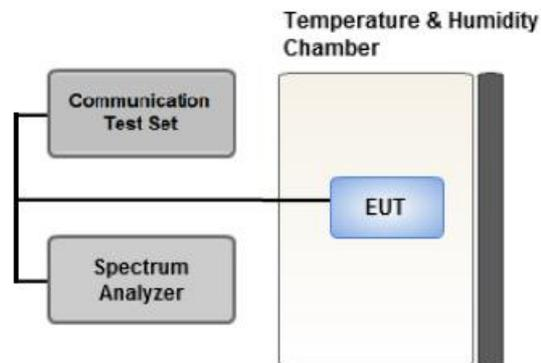 Temperature & Humidity
Chamber
Communication
Test Set
EUT
Spectrum
Analyzer